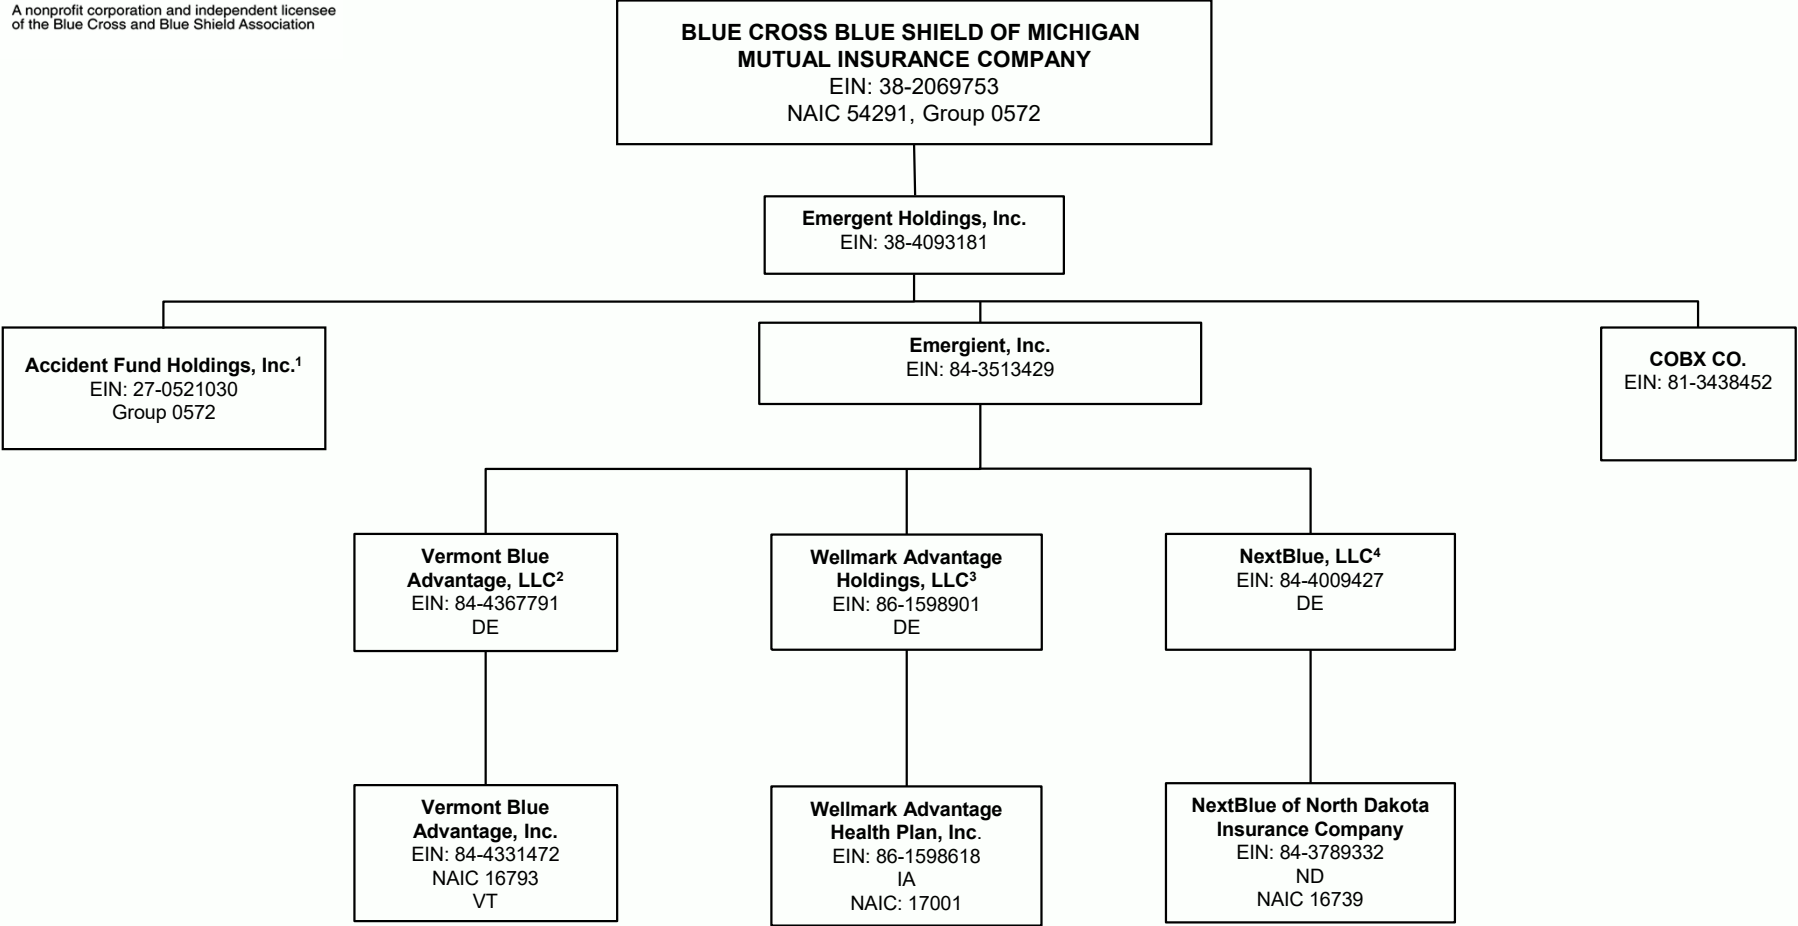 A nonprofit corporation and independent licensee
of the Blue Cross and Blue Shield Association
BLUE CROSS BLUE SHIELD OF MICHIGAN
MUTUAL INSURANCE COMPANY
EIN: 38-2069753
NAIC 54291, Group 0572
Emergent Holdings, Inc.
EIN: 38-4093181
Accident Fund Holdings, Inc.¹
EIN: 27-0521030
Group 0572
Emergient, Inc.
EIN: 84-3513429
COBX CO.
EIN: 81-3438452
Vermont Blue
Advantage, LLC²
EIN: 84-4367791
DE
Wellmark Advantage
Holdings, LLC³
EIN: 86-1598901
DE
NextBlue, LLC⁴
EIN: 84-4009427
DE
Vermont Blue
Advantage, Inc.
EIN: 84-4331472
NAIC 16793
VT
Wellmark Advantage
Health Plan, Inc.
EIN: 86-1598618
IA
NAIC: 17001
NextBlue of North Dakota
Insurance Company
EIN: 84-3789332
ND
NAIC 16739